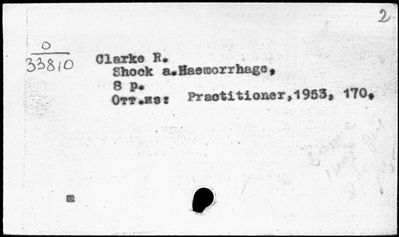 2
0
33810
Clarke R.
Shock a.Haemorrhage,
8 p.
Отт.из: Practitioner,1953, 170,